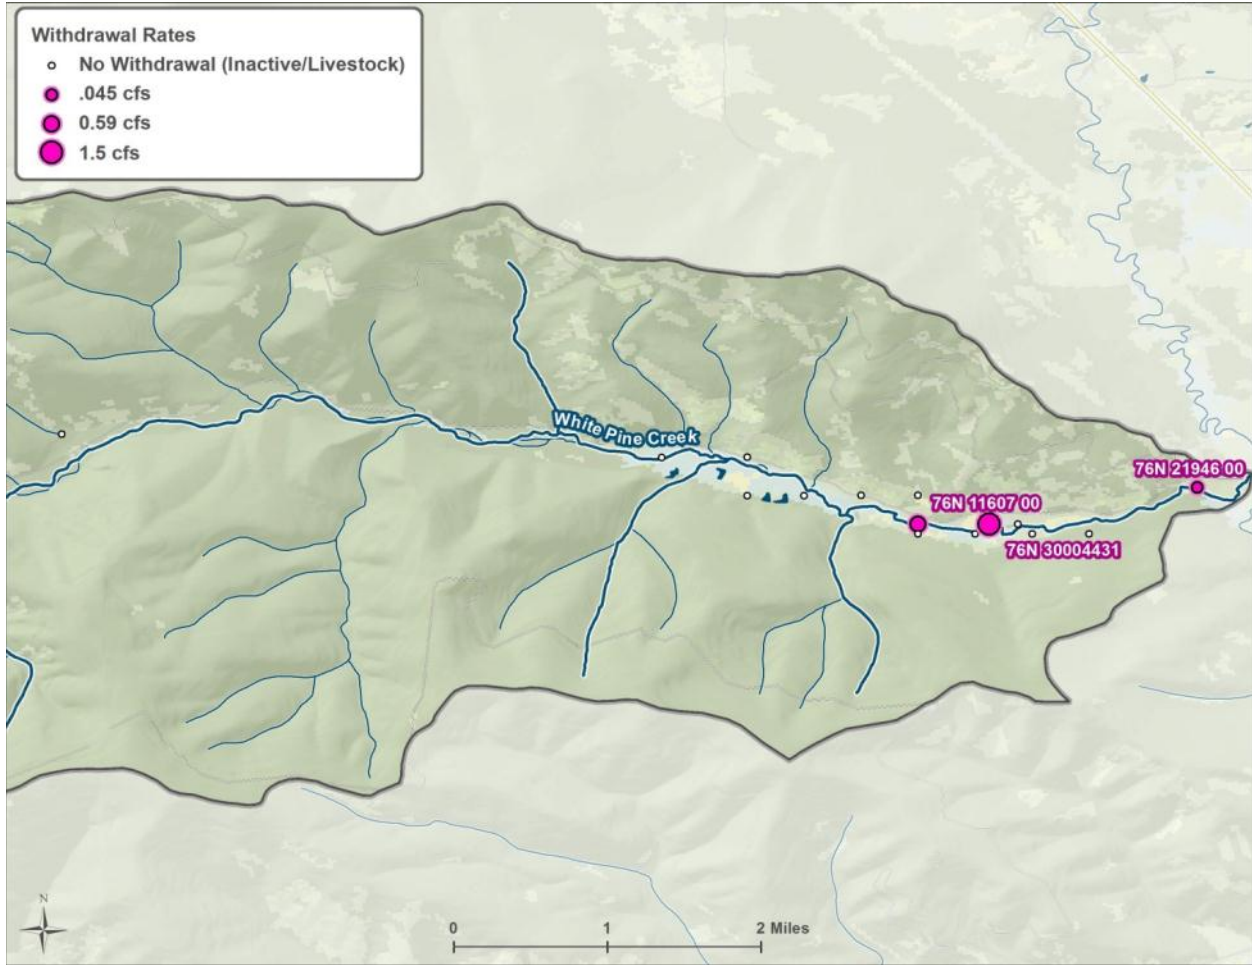 Withdrawal Rates
No Withdrawal (Inactive/Livestock)
.045 cfs
0.59 cfs
1.5 cfs
White Pine Creek
76N 21946 00
76N 11607 00
76N 30004431
N
0 1 2 Miles